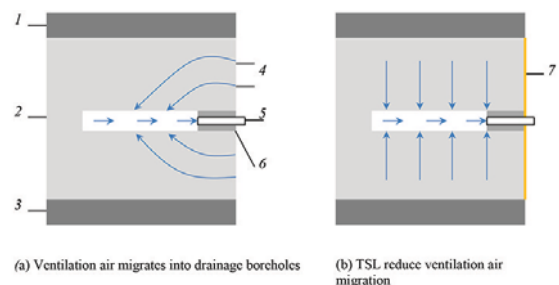 1
4
7
2
5
6
3
(a) Ventilation air migrates into drainage boreholes
(b) TSL reduce ventilation air
migration